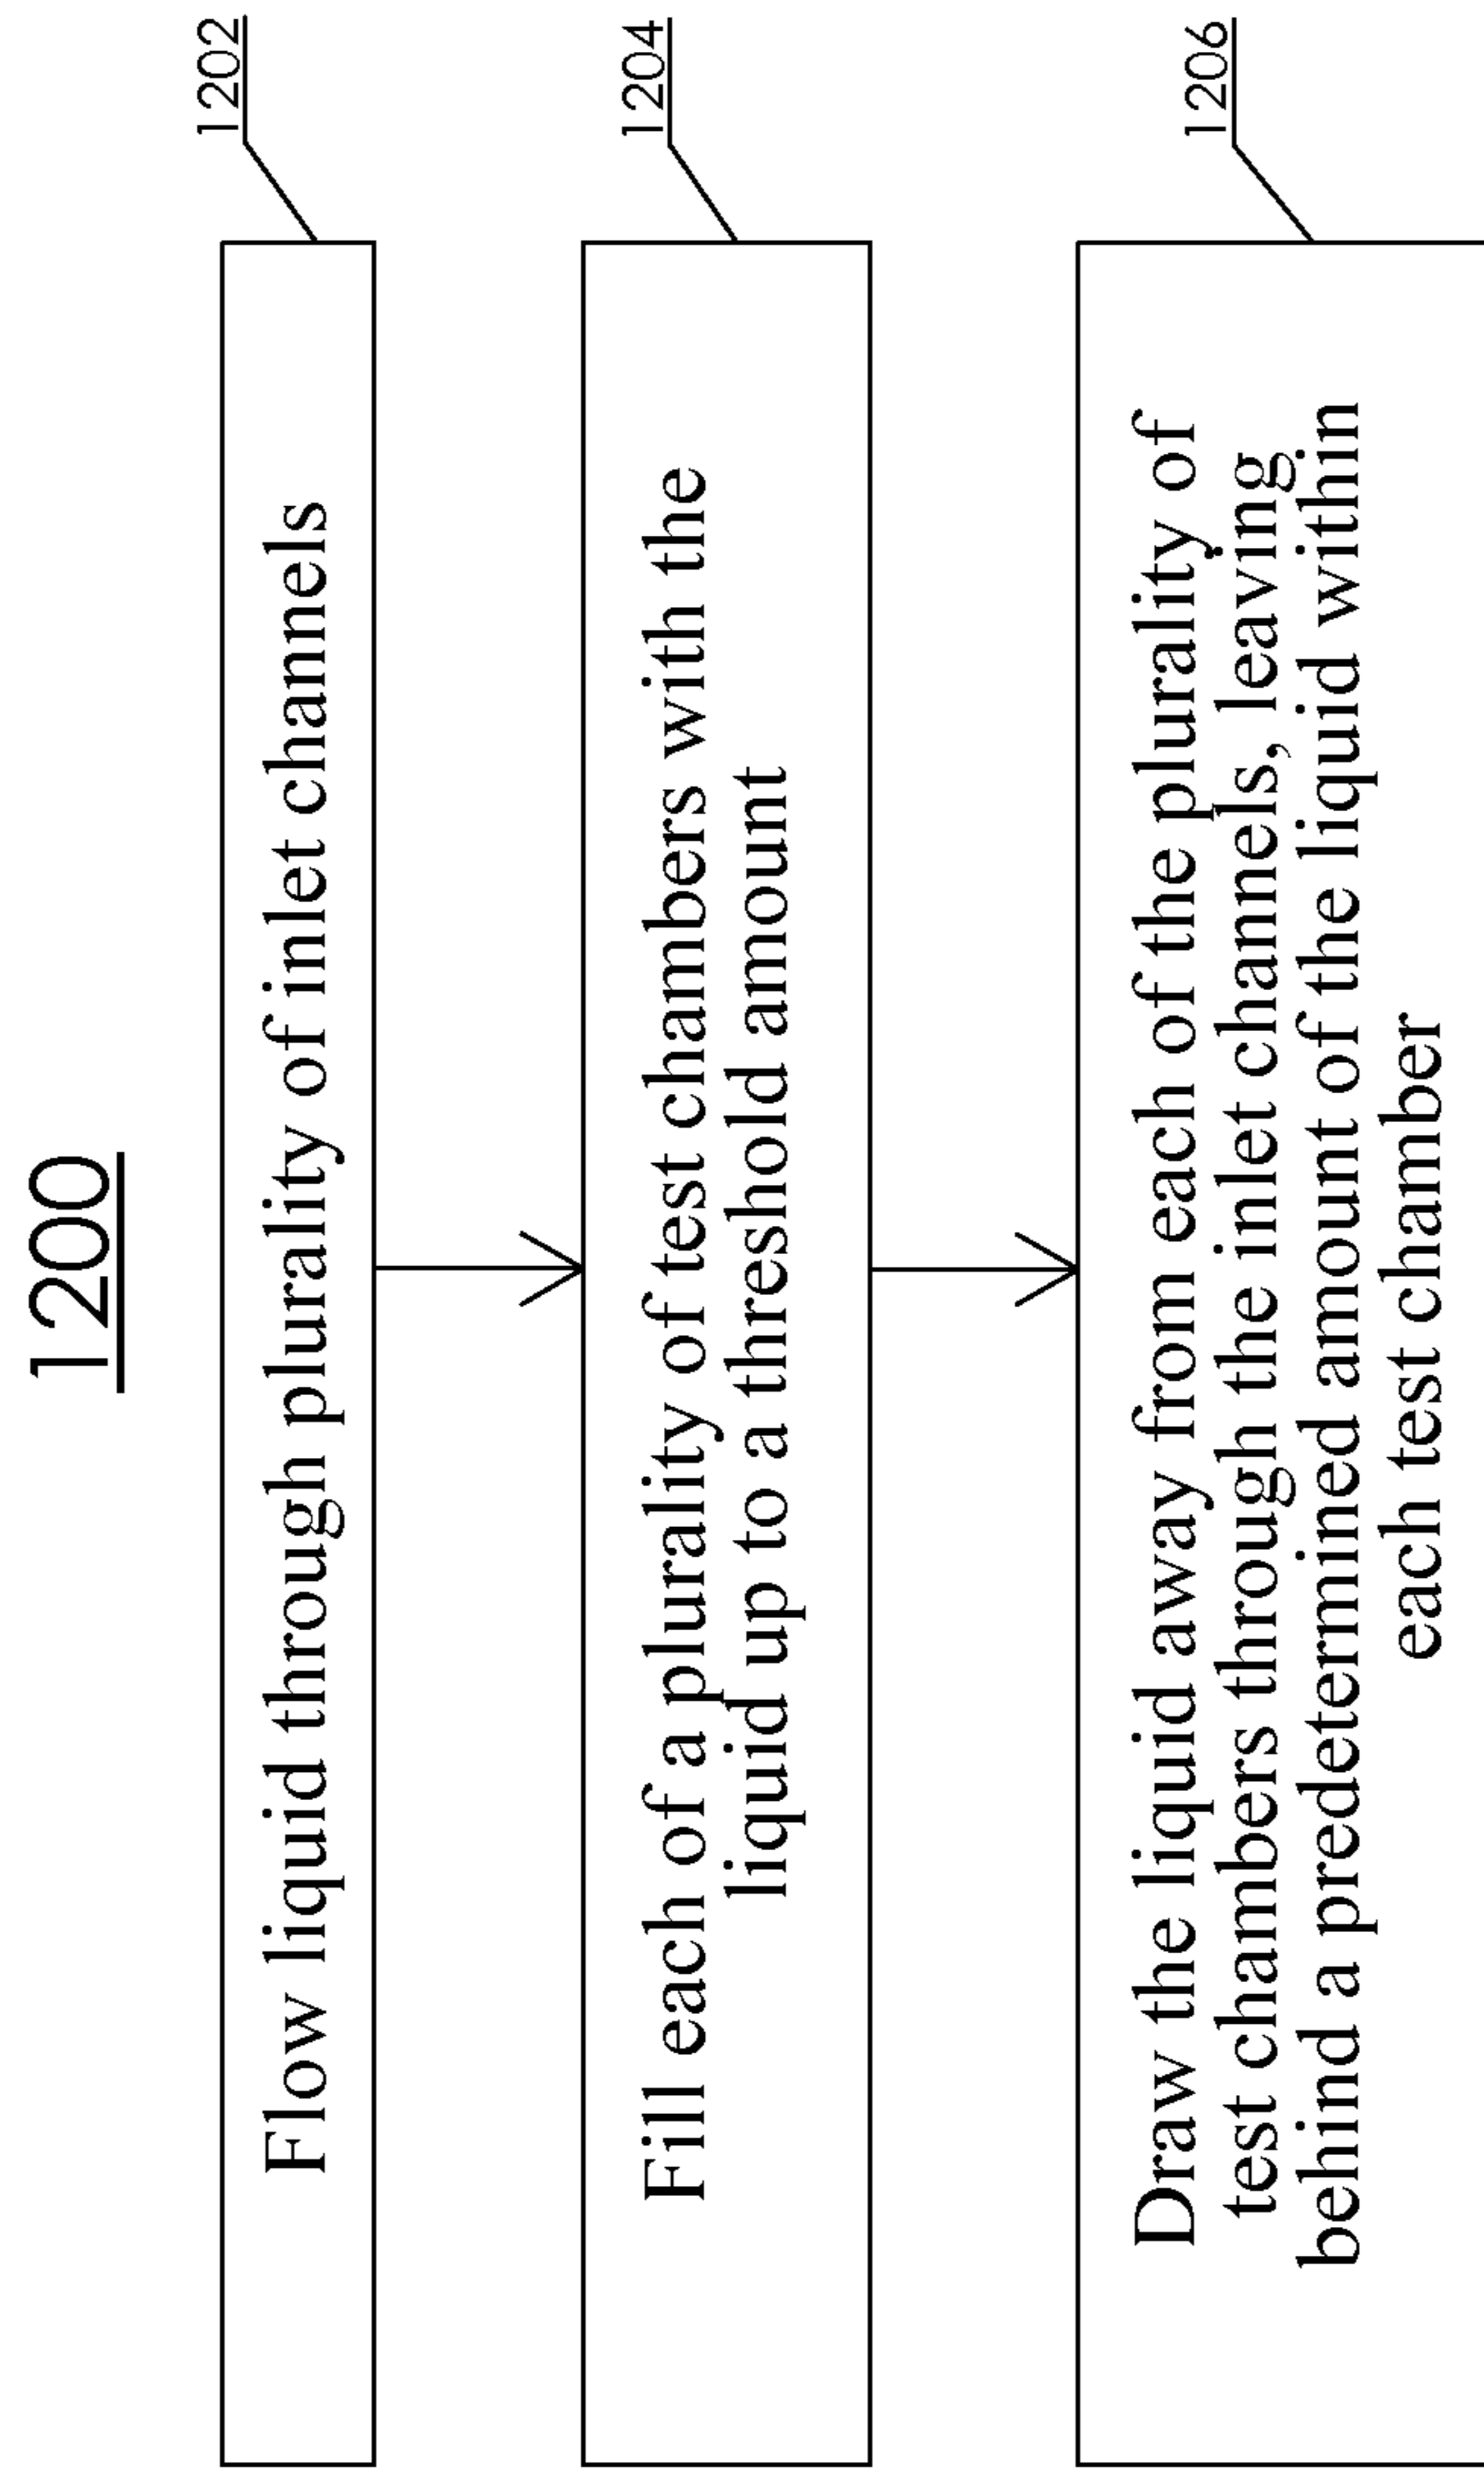 1200
Flow liquid through plurality of inlet channels
1202
Fill each of a plurality of test chambers with the
liquid up to a threshold amount
1204
Draw the liquid away from each of the plurality of
test chambers through the inlet channels, leaving
behind a predetermined amount of the liquid within
each test chamber
1206